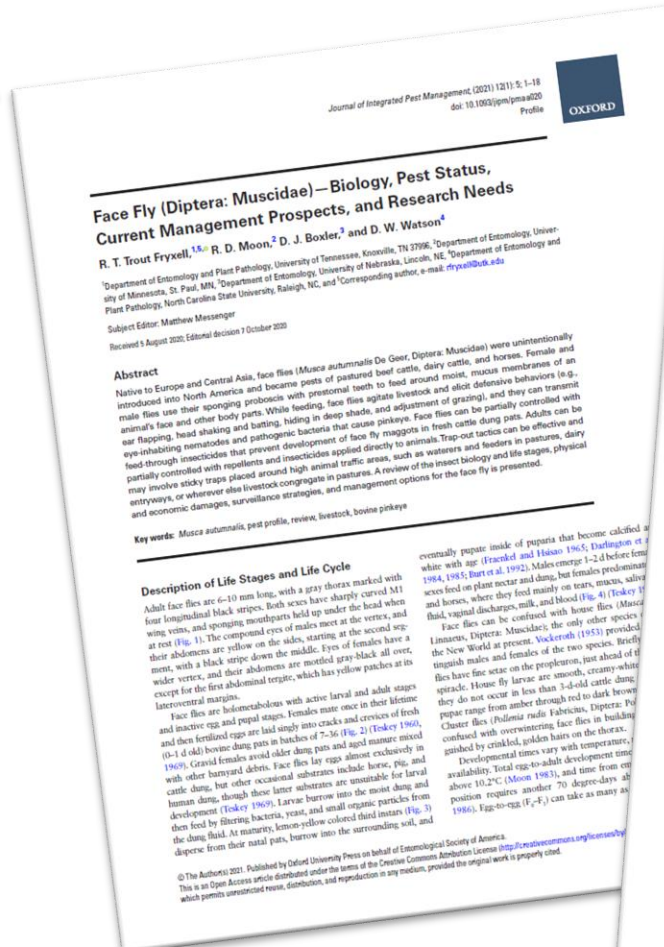 Journal of Integrated Pest Management, (2021) 12(1): 5; 1–18
doi: 10.1093/jipm/pmaa020
Profile
OXFORD
Face Fly (Diptera: Muscidae)—Biology, Pest Status,
Current Management Prospects, and Research Needs
R. T. Trout Fryxell,1,5, R. D. Moon,2 D. J. Boxler,3 and D. W. Watson4
1Department of Entomology and Plant Pathology, University of Tennessee, Knoxville, TN 37996, 2Department of Entomology, Univer-
sity of Minnesota, St. Paul, MN, 3Department of Entomology, University of Nebraska, Lincoln, NE, 4Department of Entomology and
Plant Pathology, North Carolina State University, Raleigh, NC, and 5Corresponding author, e-mail: rfryxell@utk.edu
Subject Editor: Matthew Messenger
Received 5 August 2020; Editorial decision 7 October 2020
Abstract
Native to Europe and Central Asia, face flies (Musca autumnalis De Geer, Diptera: Muscidae) were unintentionally
introduced into North America and became pests of pastured beef cattle, dairy cattle, and horses. Female and
male flies use their sponging proboscis with prestomal teeth to feed around moist, mucus membranes of an
animal's face and other body parts. While feeding, face flies agitate livestock and elicit defensive behaviors (e.g.,
ear flapping, head shaking and batting, hiding in deep shade, and adjustment of grazing), and they can transmit
eye-inhabiting nematodes and pathogenic bacteria that cause pinkeye. Face flies can be partially controlled with
feed-through insecticides that prevent development of face fly maggots in fresh cattle dung pats. Adults can be
partially controlled with repellents and insecticides applied directly to animals. Trap-out tactics can be effective and
may involve sticky traps placed around high animal traffic areas, such as waterers and feeders in pastures, dairy
entryways, or wherever else livestock congregate in pastures. A review of the insect biology and life stages, physical
and economic damages, surveillance strategies, and management options for the face fly is presented.
Key words: Musca autumnalis, pest profile, review, livestock, bovine pinkeye
Description of Life Stages and Life Cycle
Adult face flies are 6–10 mm long, with a gray thorax marked with
four longitudinal black stripes. Both sexes have sharply curved M1
wing veins, and sponging mouthparts held up under the head when
at rest (Fig. 1). The compound eyes of males meet at the vertex, and
their abdomens are yellow on the sides, starting at the second seg-
ment, with a black stripe down the middle. Eyes of females have a
wider vertex, and their abdomens are mottled gray-black all over,
except for the first abdominal tergite, which has yellow patches at its
lateroventral margins.
Face flies are holometabolous with active larval and adult stages
and inactive egg and pupal stages. Females mate once in their lifetime
and then fertilized eggs are laid singly into cracks and crevices of fresh
(0–1 d old) bovine dung pats in batches of 7–36 (Fig. 2) (Teskey 1960,
1969). Gravid females avoid older dung pats and aged manure mixed
with other barnyard debris. Face flies lay eggs almost exclusively in
cattle dung, but other occasional substrates include horse, pig, and
human dung, though these latter substrates are unsuitable for larval
development (Teskey 1969). Larvae burrow into the moist dung and
then feed by filtering bacteria, yeast, and small organic particles from
the dung fluid. At maturity, lemon-yellow colored third instars (Fig. 3)
disperse from their natal pats, burrow into the surrounding soil, and
eventually pupate inside of puparia that become calcified
white with age (Fraenkel and Hsiao 1965; Darlington et
1984, 1985; Burt et al. 1992). Males emerge 1–2 d before
sexes feed on plant nectar and dung, but females
and horses, where they feed mainly on tears, mucus,
fluid, vaginal discharges, milk, and blood (Fig. 4)
Face flies can be confused with house flies (Musca
Linnaeus, Diptera: Muscidae); the only other species
the New World at present. Vockeroth (1953) provided
tinguish males and females of the two species.
flies have fine setae on the propleuron, just ahead of
spiracle. House fly larvae are smooth, creamy-white
they do not occur in less than 3-d-old cattle dung
pupae range from amber through red to dark brown
Cluster flies (Pollenia rudis Fabricius, Diptera:
confused with overwintering face flies in
guished by crinkled, golden hairs on the thorax.
Developmental times vary with temperature,
availability. Total egg-to-adult development
above 10.2°C (Moon 1983), and time from
position requires another 70 degree-days
1986). Egg-to-egg (F0–F1) can take as many as
© The Author(s) 2021. Published by Oxford University Press on behalf of Entomological Society of America.
This is an Open Access article distributed under the terms of the Creative Commons Attribution License (http://creativecommons.org/licenses/by/
which permits unrestricted reuse, distribution, and reproduction in any medium, provided the original work is properly cited.